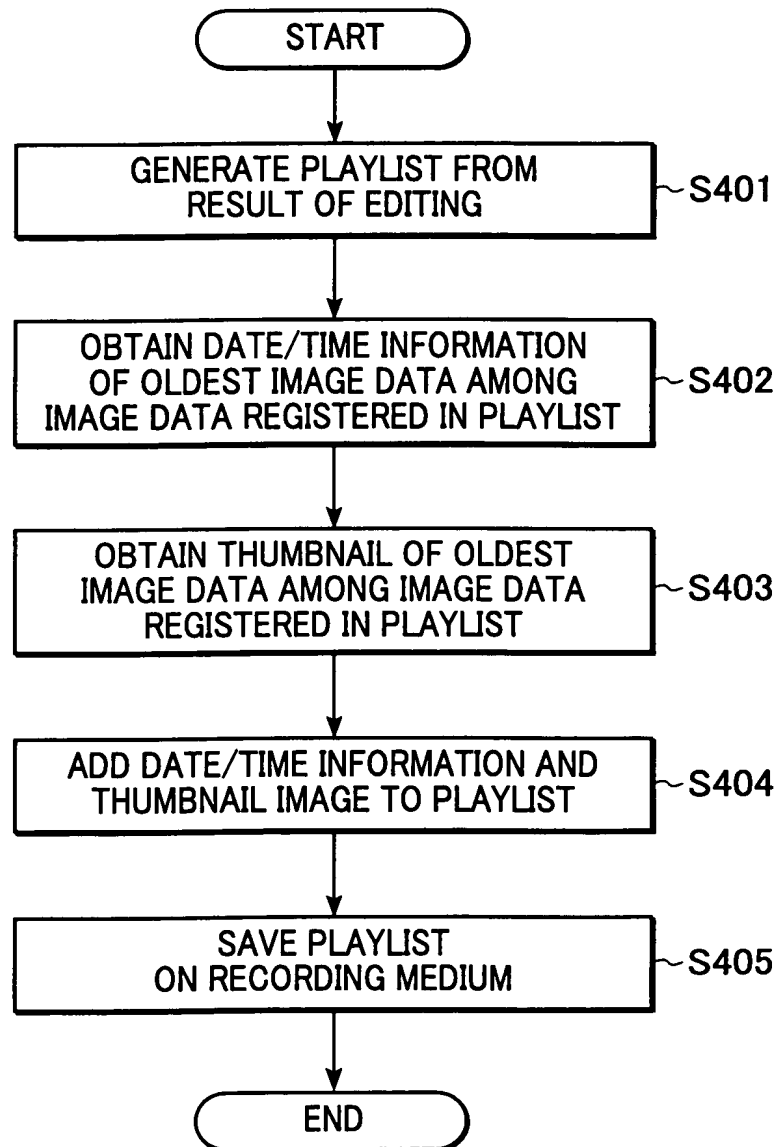 START
GENERATE PLAYLIST FROM
RESULT OF EDITING
S401
OBTAIN DATE/TIME INFORMATION
OF OLDEST IMAGE DATA AMONG
IMAGE DATA REGISTERED IN PLAYLIST
S402
OBTAIN THUMBNAIL OF OLDEST
IMAGE DATA AMONG IMAGE DATA
REGISTERED IN PLAYLIST
S403
ADD DATE/TIME INFORMATION AND
THUMBNAIL IMAGE TO PLAYLIST
S404
SAVE PLAYLIST
ON RECORDING MEDIUM
S405
END